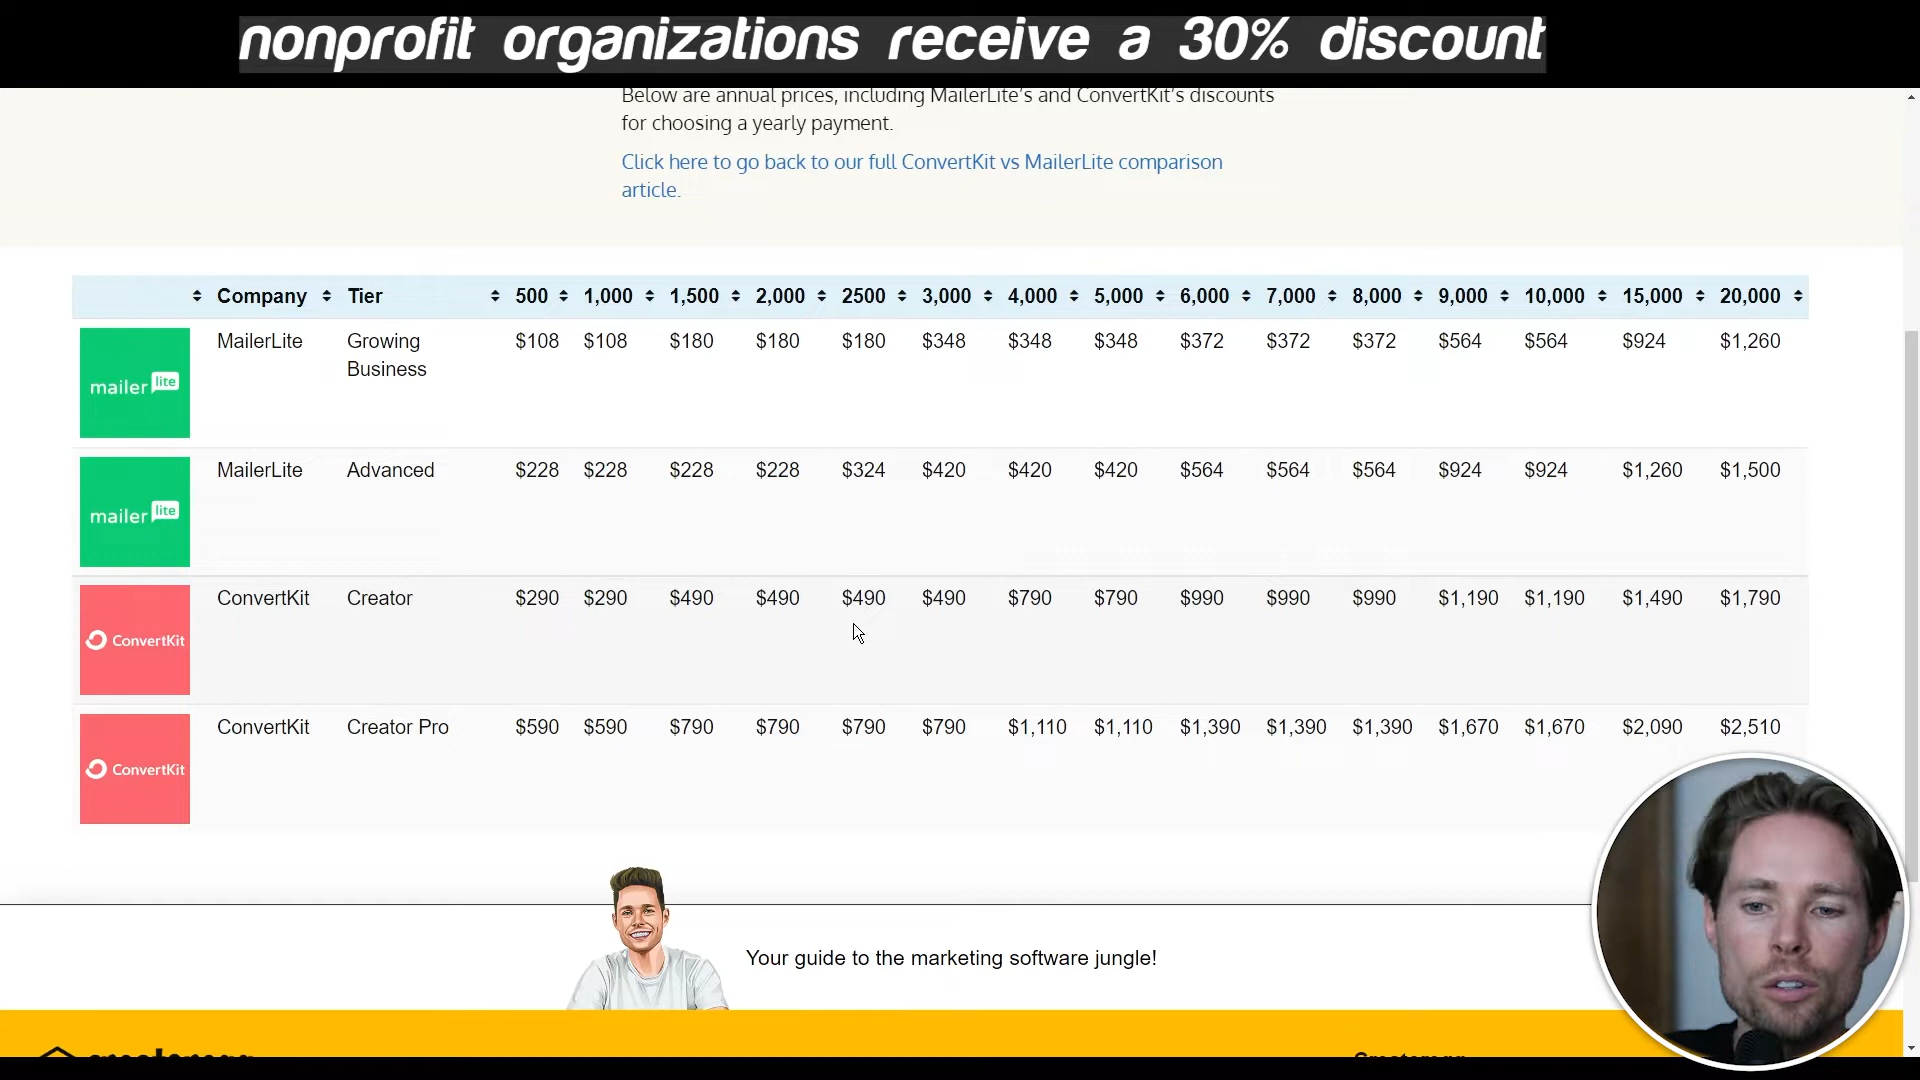 nonprofit organizations receive a 30% discount
Below are annual prices, including MailerLite's and ConvertKit's discounts
for choosing a yearly payment.
Click here to go back to our full ConvertKit vs MailerLite comparison
article.
Company Tier 500 1,000 1,500 2,000 2500 3,000 4,000 5,000 6,000 7,000 8,000 9,000 10,000 15,000 20,000
mailer lite MailerLite Growing Business $108 $108 $180 $180 $180 $348 $348 $348 $372 $372 $372 $564 $564 $924 $1,260
mailer lite MailerLite Advanced $228 $228 $228 $228 $324 $420 $420 $420 $564 $564 $564 $924 $924 $1,260 $1,500
ConvertKit ConvertKit Creator $290 $290 $490 $490 $490 $490 $790 $790 $990 $990 $990 $1,190 $1,190 $1,490 $1,790
ConvertKit ConvertKit Creator Pro $590 $590 $790 $790 $790 $790 $1,110 $1,110 $1,390 $1,390 $1,390 $1,670 $1,670 $2,090 $2,510
Your guide to the marketing software jungle!